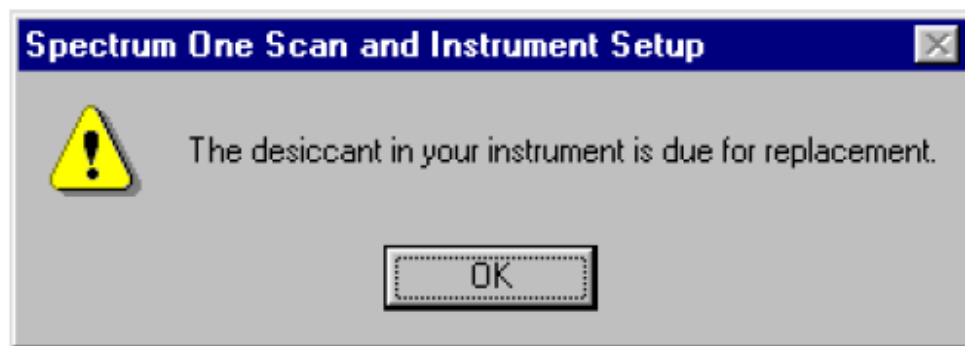 Spectrum One Scan and Instrument Setup
The desiccant in your instrument is due for replacement.
OK